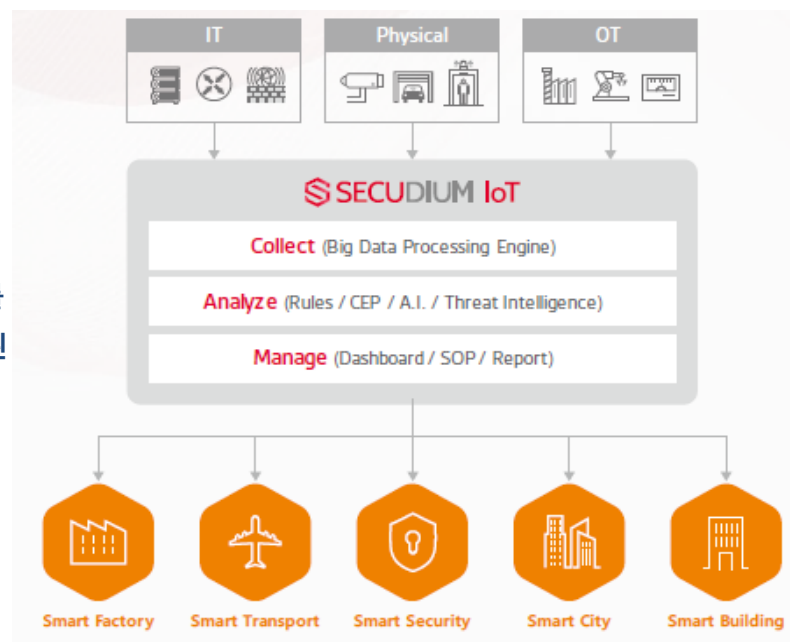 IT
Physical
OT
SECUDIUM IoT
Collect (Big Data Processing Engine)
Analyze (Rules / CEP / A.I. / Threat Intelligence)
Manage (Dashboard / SOP / Report)
Smart Factory
Smart Transport
Smart Security
Smart City
Smart Building